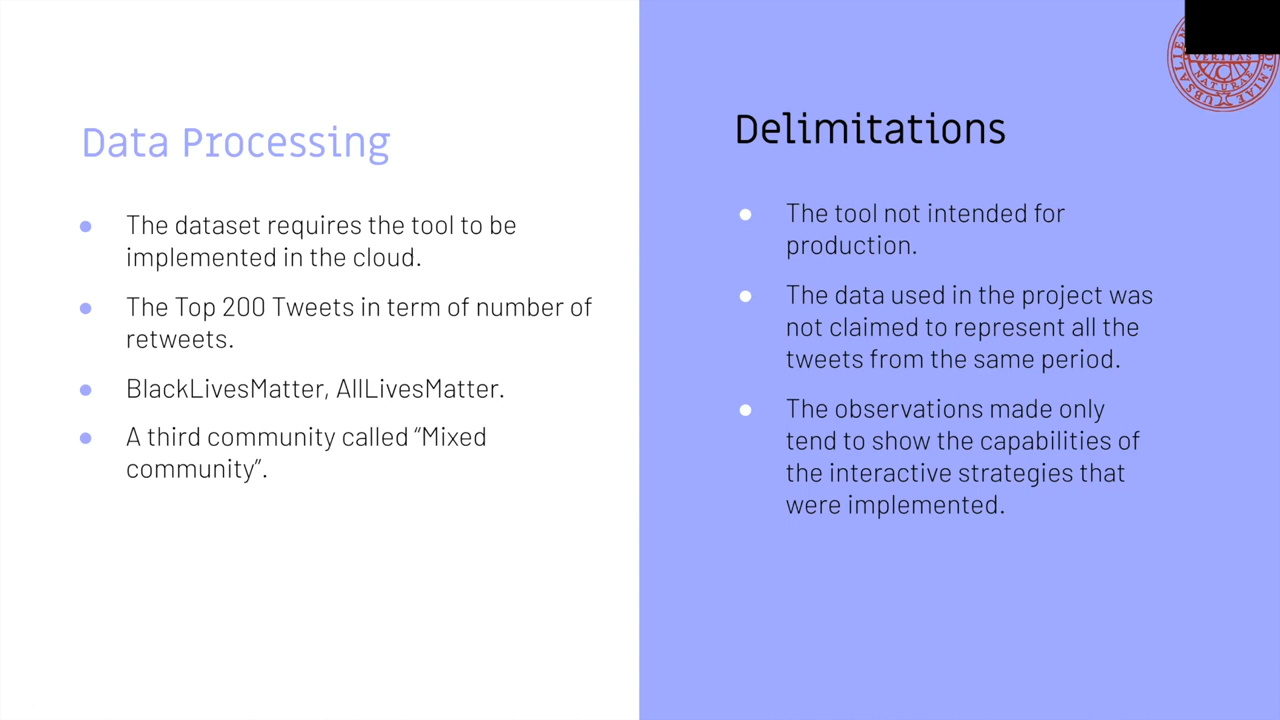 Data Processing
The dataset requires the tool to be
implemented in the cloud.
The Top 200 Tweets in term of number of
retweets.
BlackLivesMatter, AllLivesMatter.
A third community called “Mixed
community”.
Delimitations
The tool not intended for
production.
The data used in the project was
not claimed to represent all the
tweets from the same period.
The observations made only
tend to show the capabilities of
the interactive strategies that
were implemented.
VERITAS
NATURAE